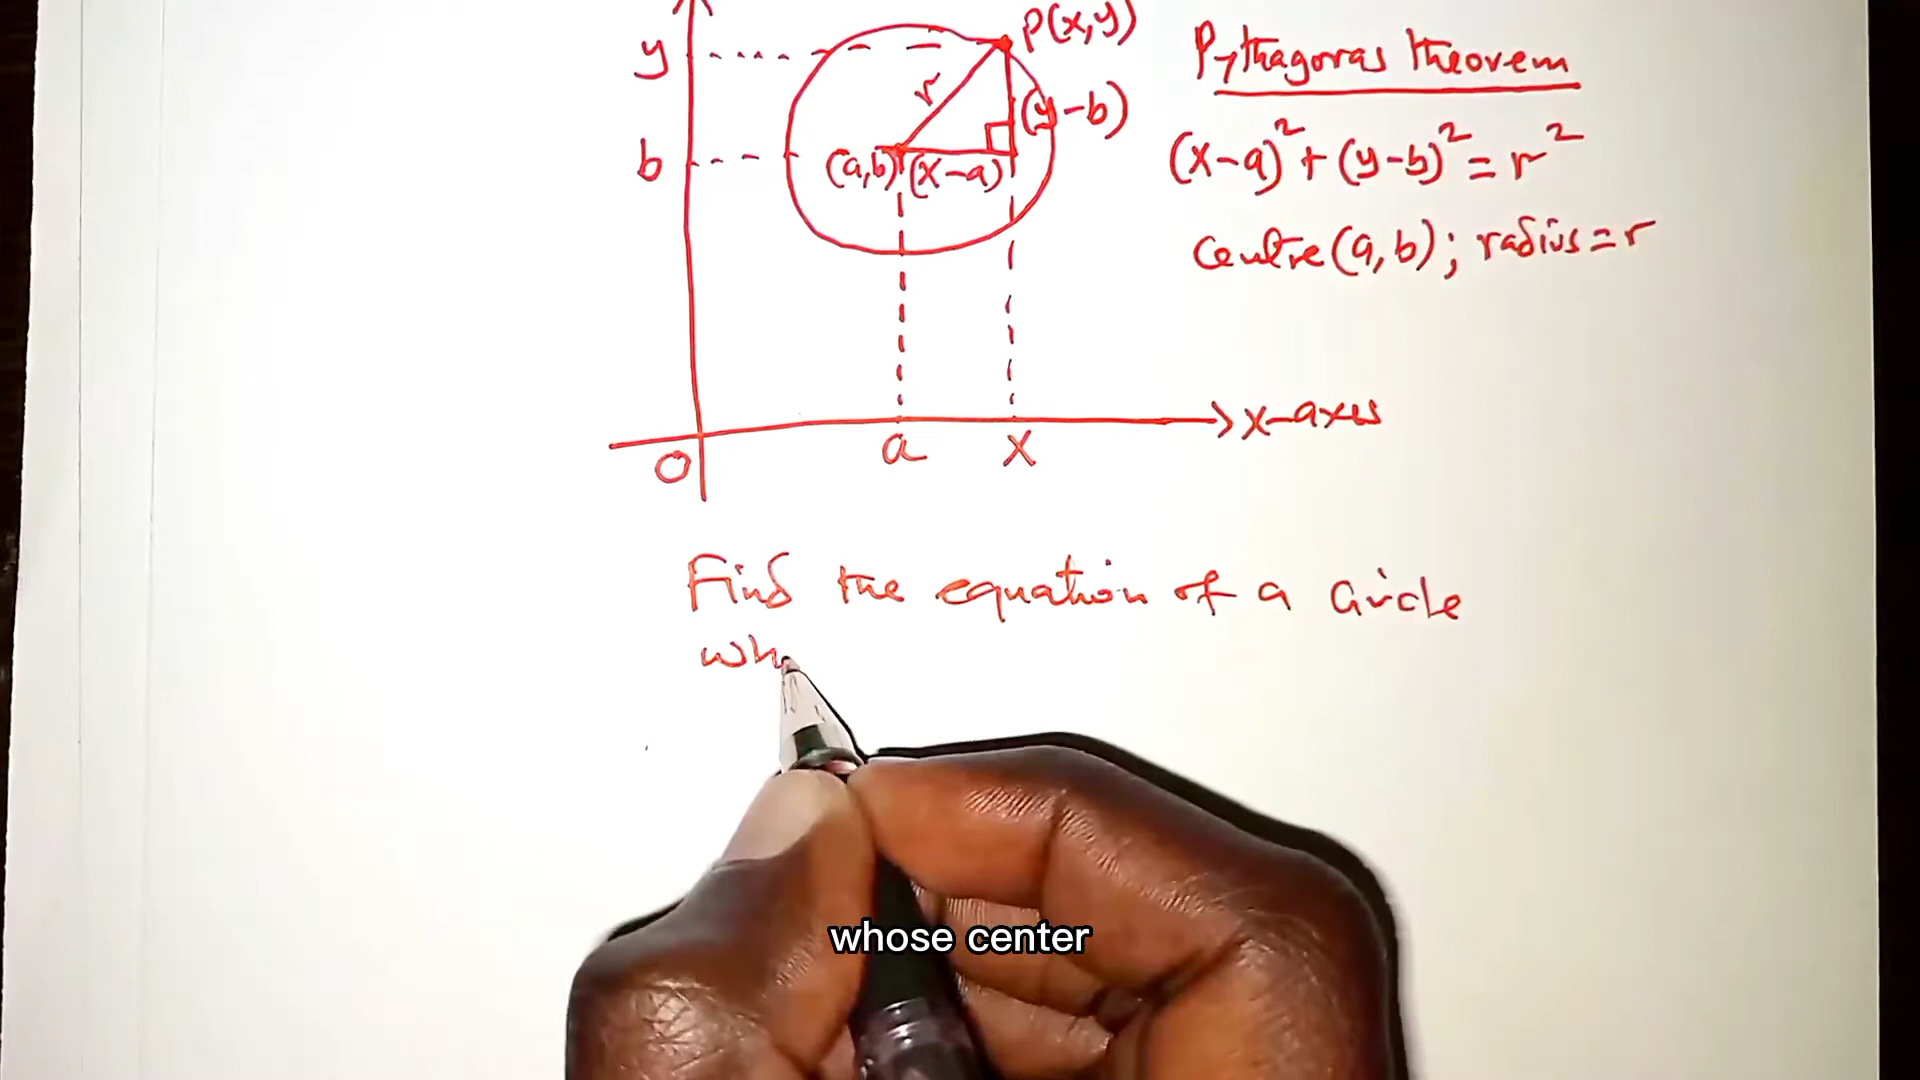 y
P(x,y)
r
(y-b)
b
(a,b)
(x-a)
Pythagoras theorem
(x-a)²+(y-b)²=r²
Centre(a,b); radius=r
x-axis
O
a
x
Find the equation of a Circle
wh
whose center